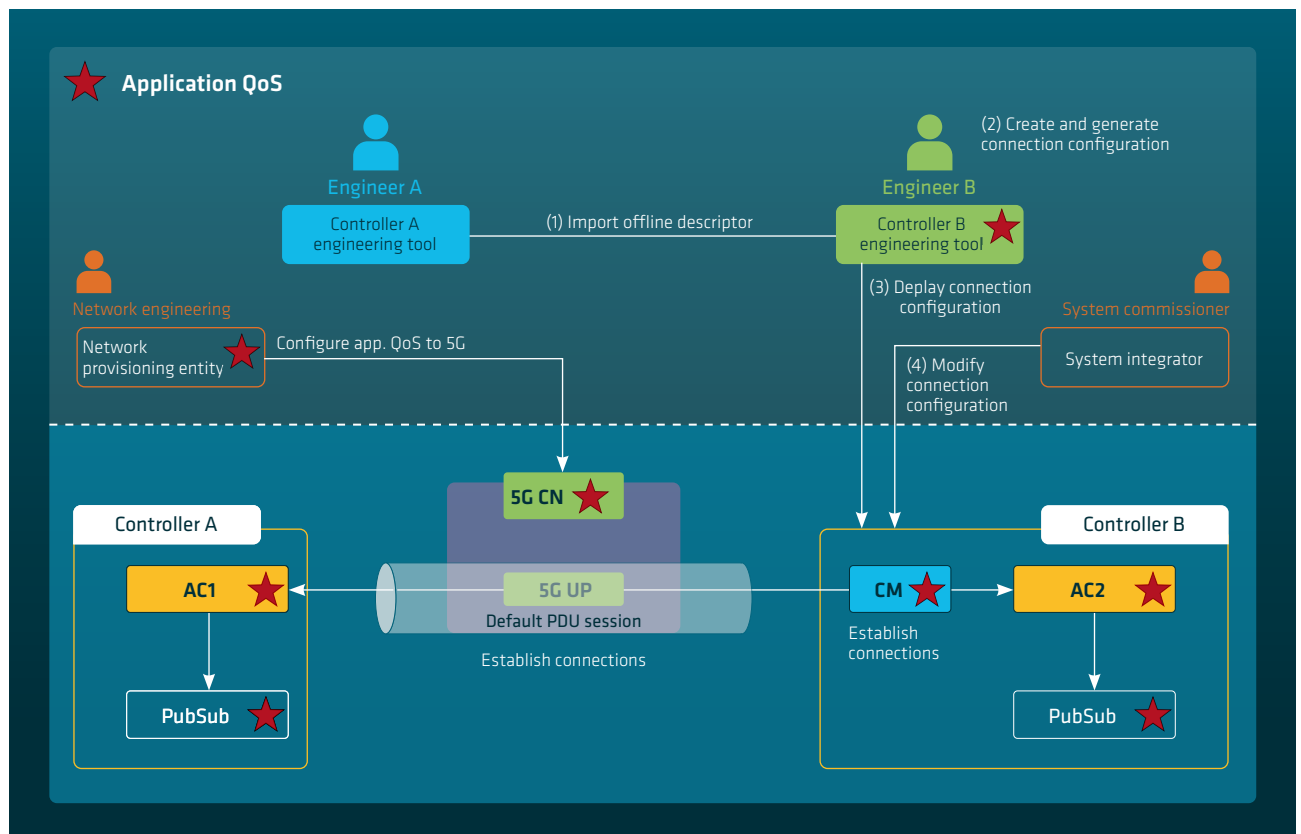 Application QoS
(2) Create and generate
connection configuration
Engineer A
Engineer B
Controller A
engineering tool
(1) Import offline descriptor
Controller B
engineering tool
(3) Deplay connection
configuration
Network engineering
System commissioner
Network
provisioning entity
Configure app. QoS to 5G
System integrator
(4) Modify
connection
configuration
5G CN
Controller A
Controller B
AC1
5G UP
CM
AC2
Default PDU session
Establish
connections
Establish connections
PubSub
PubSub